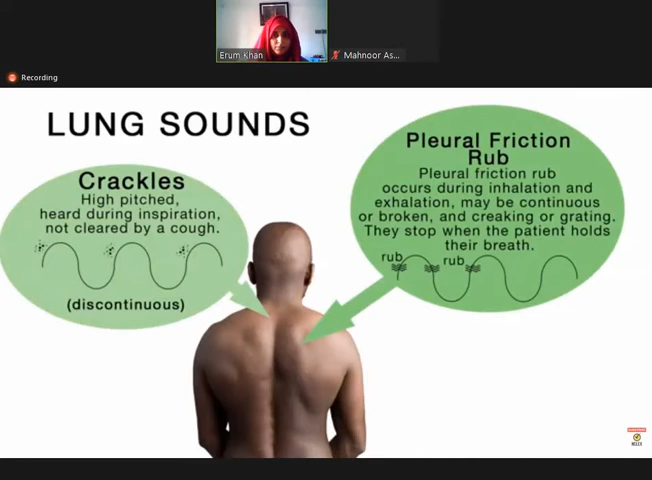 Erum Khan
Mahnoor As...
Recording
LUNG SOUNDS
Crackles
High pitched,
heard during inspiration,
not cleared by a cough.
(discontinuous)
Pleural Friction
Rub
Pleural friction rub
occurs during inhalation and
exhalation, may be continuous
or broken, and creaking or grating.
They stop when the patient holds
their breath.
rub
rub